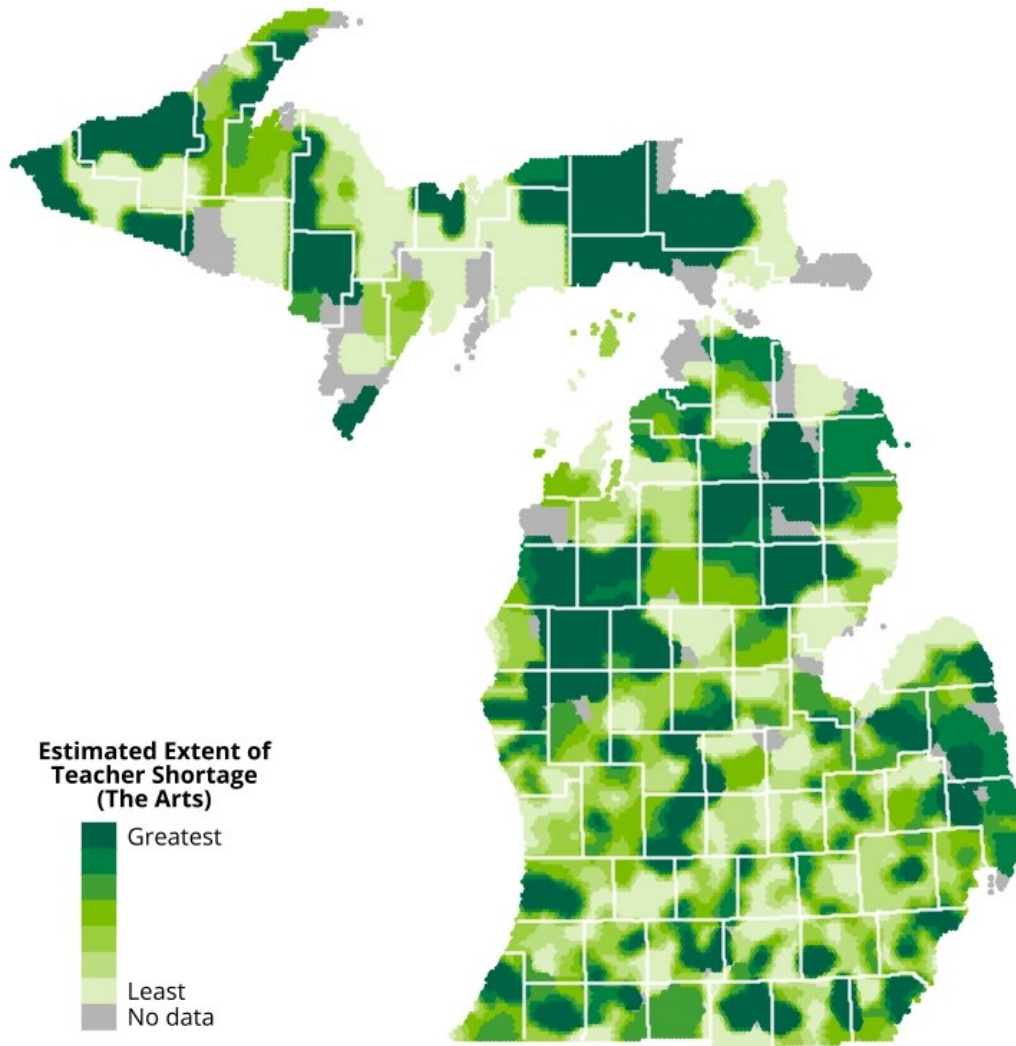 Estimated Extent of
Teacher Shortage
(The Arts)
Greatest
Least
No data